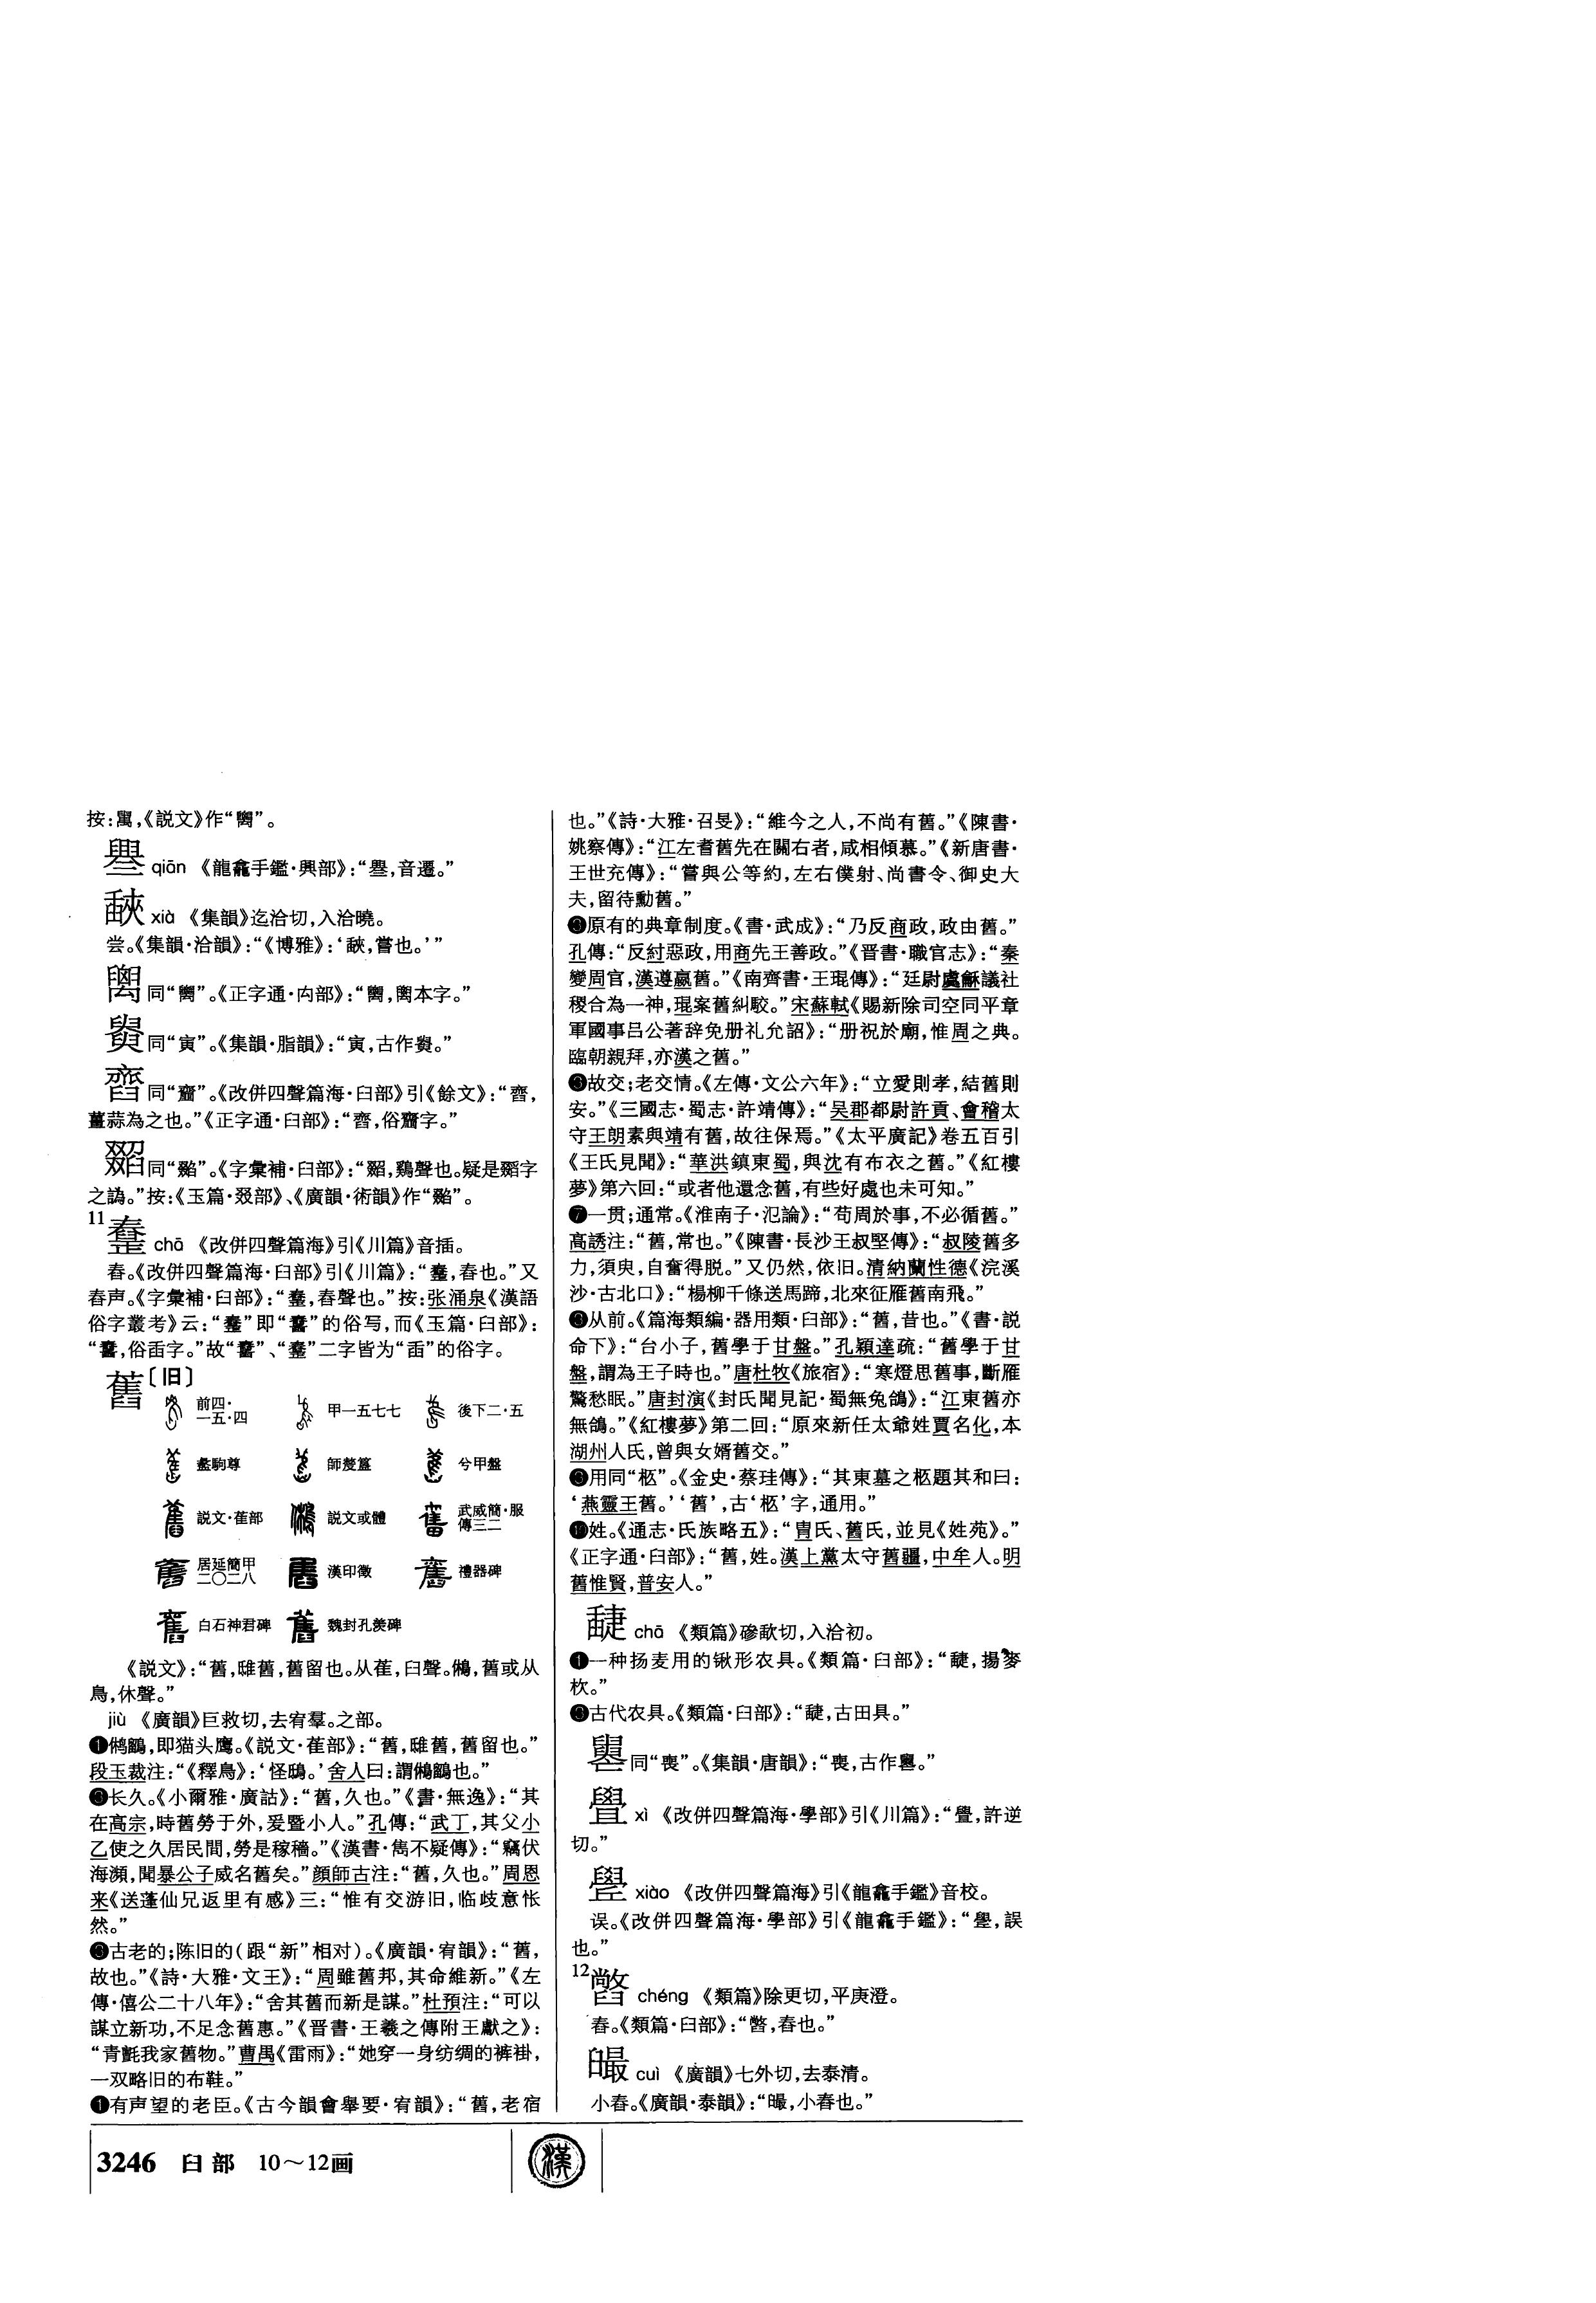 按：𡨄，《説文》作“𥜿”。
qiān 《龍龕手鑑·興部》：“，音遷。”
xià 《集韻》迄洽切，入洽曉。
尝。《集韻·洽韻》：“《博雅》：‘，嘗也。’”
同“”。《正字通·禸部》：“，本字。”
同“寅”。《集韻·脂韻》：“寅，古作。”
同“齏”。《改併四聲篇海·臼部》引《餘文》：“，
薑蒜為之也。”《正字通·臼部》：“，俗齏字。”
同“”。《字彙補·臼部》：“，鷄聲也。疑是字
之譌。”按：《玉篇·叕部》、《廣韻·術韻》作“”。
11
chā 《改併四聲篇海》引《川篇》音插。
舂。《改併四聲篇海·臼部》引《川篇》：“，舂也。”又
舂声。《字彙補·臼部》：“，舂聲也。”按：张涌泉《漢語
俗字叢考》云：“”即“”的俗写，而《玉篇·臼部》：
“，俗臿字。”故“”、“”二字皆为“臿”的俗字。
舊〔旧〕
前四·一五·四 甲一五七七 後下二·五
盠駒尊 師𠭰簋 兮甲盤
説文·萑部 説文或體 武威簡·服傳三二
居延簡甲二〇二八 漢印徵 禮器碑
白石神君碑 魏封孔羡碑
《説文》：“舊，雎舊，舊留也。从萑，臼聲。鵂，舊或从
鳥，休聲。”
jiù 《廣韻》巨救切，去宥羣。之部。
❶鸺鶹，即猫头鹰。《説文·萑部》：“舊，雎舊，舊留也。”
段玉裁注：“《釋鳥》：‘怪鴟。’舍人曰：謂鵂鶹也。”
❷长久。《小爾雅·廣詁》：“舊，久也。”《書·無逸》：“其
在高宗，時舊勞于外，爰暨小人。”孔傳：“武丁，其父小
乙使之久居民間，勞是稼穡。”《漢書·雋不疑傳》：“竊伏
海瀕，聞暴公子威名舊矣。”顔師古注：“舊，久也。”周恩
来《送蓬仙兄返里有感》三：“惟有交游旧，临歧意怅
然。”
❸古老的；陈旧的（跟“新”相对）。《廣韻·宥韻》：“舊，
故也。”《詩·大雅·文王》：“周雖舊邦，其命維新。”《左
傳·僖公二十八年》：“舍其舊而新是謀。”杜預注：“可以
謀立新功，不足念舊惠。”《晋書·王羲之傳附王獻之》：
“青氈我家舊物。”曹禺《雷雨》：“她穿一身纺绸的裤褂，
一双略旧的布鞋。”
❹有声望的老臣。《古今韻會舉要·宥韻》：“舊，老宿
也。”《詩·大雅·召旻》：“維今之人，不尚有舊。”《陳書·
姚察傳》：“江左耆舊先在關右者，咸相傾慕。”《新唐書·
王世充傳》：“嘗與公等約，左右僕射、尚書令、御史大
夫，留待勳舊。”
❺原有的典章制度。《書·武成》：“乃反商政，政由舊。”
孔傳：“反紂惡政，用商先王善政。”《晋書·職官志》：“秦
變周官，漢遵嬴舊。”《南齊書·王琨傳》：“廷尉虞龢議社
稷合為一神，琨案舊糾駁。”宋蘇軾《賜新除司空同平章
軍國事吕公著辞免册礼允詔》：“册祝於廟，惟周之典。
臨朝親拜，亦漢之舊。”
❻故交；老交情。《左傳·文公六年》：“立愛則孝，結舊則
安。”《三國志·蜀志·許靖傳》：“吴郡都尉許貢、會稽太
守王朗素與靖有舊，故往保焉。”《太平廣記》卷五百引
《王氏見聞》：“華洪鎮東蜀，與沈有布衣之舊。”《紅樓
夢》第六回：“或者他還念舊，有些好處也未可知。”
❼一贯；通常。《淮南子·氾論》：“苟周於事，不必循舊。”
高誘注：“舊，常也。”《陳書·長沙王叔堅傳》：“叔陵舊多
力，須臾，自奮得脱。”又仍然，依旧。清納蘭性德《浣溪
沙·古北口》：“楊柳千條送馬蹄，北來征雁舊南飛。”
❽从前。《篇海類編·器用類·臼部》：“舊，昔也。”《書·説
命下》：“台小子，舊學于甘盤。”孔穎達疏：“舊學于甘
盤，謂為王子時也。”唐杜牧《旅宿》：“寒燈思舊事，斷雁
驚愁眠。”唐封演《封氏聞見記·蜀無兔鴿》：“江東舊亦
無鴿。”《紅樓夢》第二回：“原來新任太爺姓賈名化，本
湖州人氏，曾與女婿舊交。”
❾用同“柩”。《金史·蔡珪傳》：“其東墓之柩題其和曰：
‘燕靈王舊。’‘舊’，古‘柩’字，通用。”
❿姓。《通志·氏族略五》：“胄氏、舊氏，並見《姓苑》。”
《正字通·臼部》：“舊，姓。漢上黨太守舊疆，中牟人。明
舊惟賢，普安人。”
chā 《類篇》磣歃切，入洽初。
❶一种扬麦用的锹形农具。《類篇·臼部》：“，揚麥
杴。”
❷古代农具。《類篇·臼部》：“，古田具。”
同“喪”。《集韻·唐韻》：“喪，古作。”
xì 《改併四聲篇海·學部》引《川篇》：“，許逆
切。”
xiào 《改併四聲篇海》引《龍龕手鑑》音校。
误。《改併四聲篇海·學部》引《龍龕手鑑》：“，誤
也。”
12
chéng 《類篇》除更切，平庚澄。
舂。《類篇·臼部》：“，舂也。”
cuì 《廣韻》七外切，去泰清。
小舂。《廣韻·泰韻》：“，小舂也。”
3246 臼部 10～12画
漢